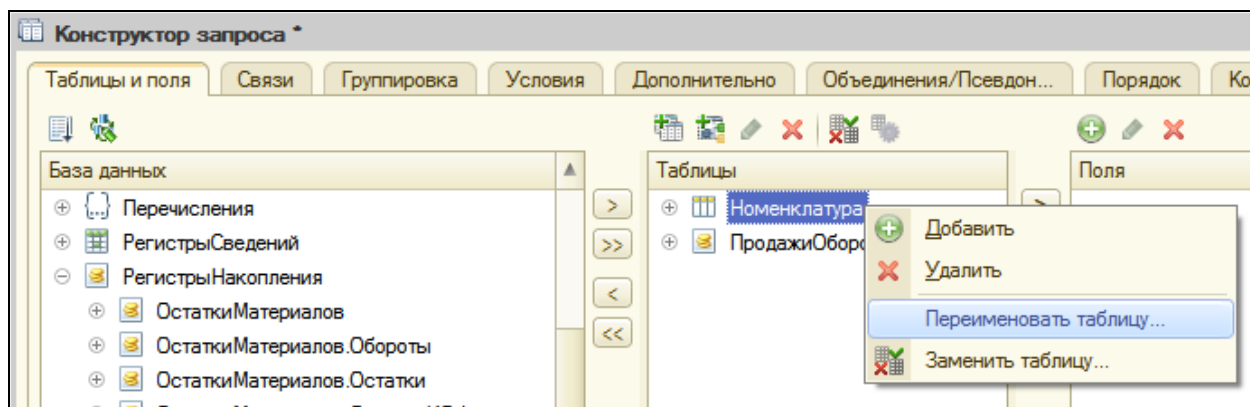 Конструктор запроса *
Таблицы и поля Связи Группировка Условия Дополнительно Объединения/Псевдон... Порядок Ко
База данных Таблицы Поля
{...} Перечисления > Номенклатура >
РегистрыСведений >> ПродажиОборо
РегистрыНакопления
ОстаткиМатериалов <
ОстаткиМатериалов.Обороты <<
ОстаткиМатериалов.Остатки
Добавить
Удалить
Переименовать таблицу...
Заменить таблицу...